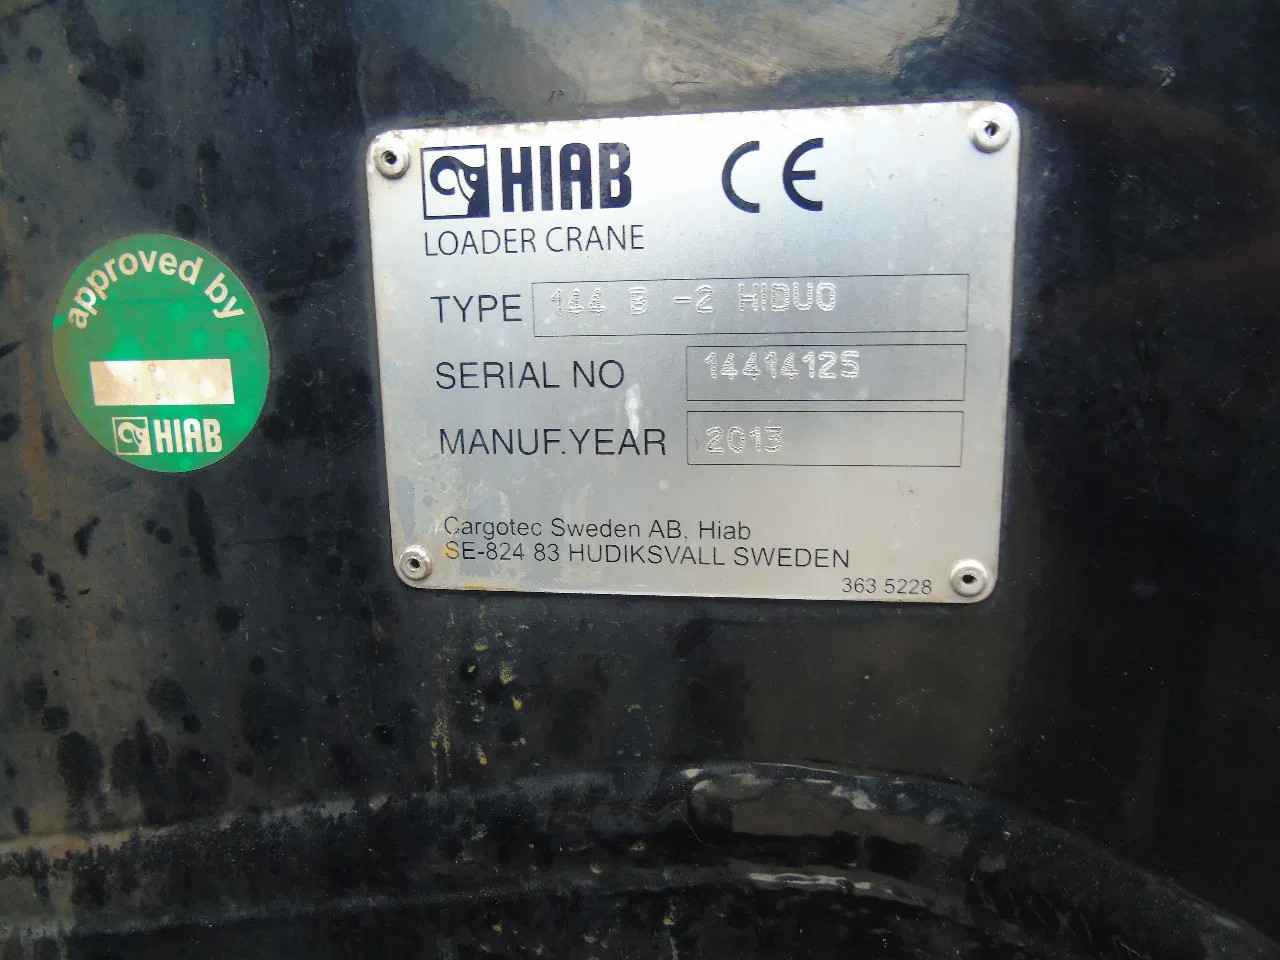 approved by
HIAB
HIAB CE
LOADER CRANE
TYPE 144 B -2 HIDUO
SERIAL NO 14414125
MANUF. YEAR 2013
Cargotec Sweden AB, Hiab
SE-824 83 HUDIKSVALL SWEDEN
363 5228